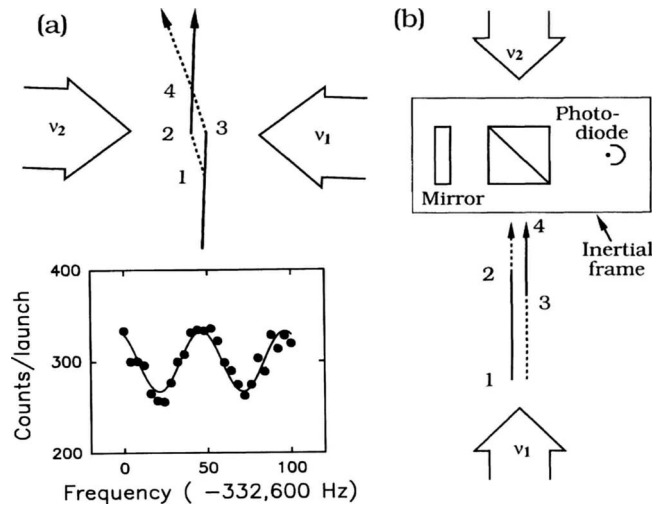 (a)
ν₂
ν₁
4
2
3
1
400
300
200
Counts/launch
0
50
100
Frequency ( −332,600 Hz)
(b)
ν₂
Photo-
diode
Mirror
4
Inertial
frame
2
3
1
ν₁